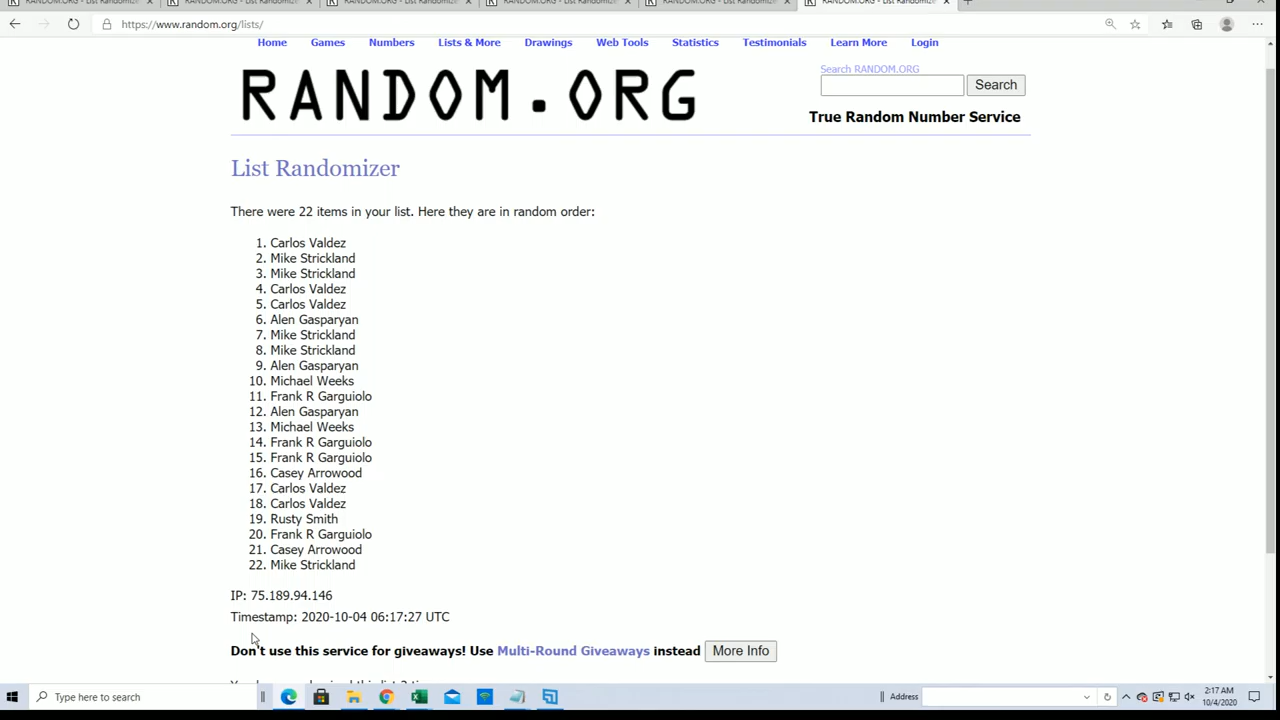 RANDOM.ORG - List Randomize
https://www.random.org/lists/
Home Games Numbers Lists & More Drawings Web Tools Statistics Testimonials Learn More Login
RANDOM.ORG
Search RANDOM.ORG
Search
True Random Number Service
List Randomizer
There were 22 items in your list. Here they are in random order:
1. Carlos Valdez
2. Mike Strickland
3. Mike Strickland
4. Carlos Valdez
5. Carlos Valdez
6. Alen Gasparyan
7. Mike Strickland
8. Mike Strickland
9. Alen Gasparyan
10. Michael Weeks
11. Frank R Garguiolo
12. Alen Gasparyan
13. Michael Weeks
14. Frank R Garguiolo
15. Frank R Garguiolo
16. Casey Arrowood
17. Carlos Valdez
18. Carlos Valdez
19. Rusty Smith
20. Frank R Garguiolo
21. Casey Arrowood
22. Mike Strickland
IP: 75.189.94.146
Timestamp: 2020-10-04 06:17:27 UTC
Don't use this service for giveaways! Use Multi-Round Giveaways instead More Info
Type here to search
Address
2:17 AM
10/4/2020